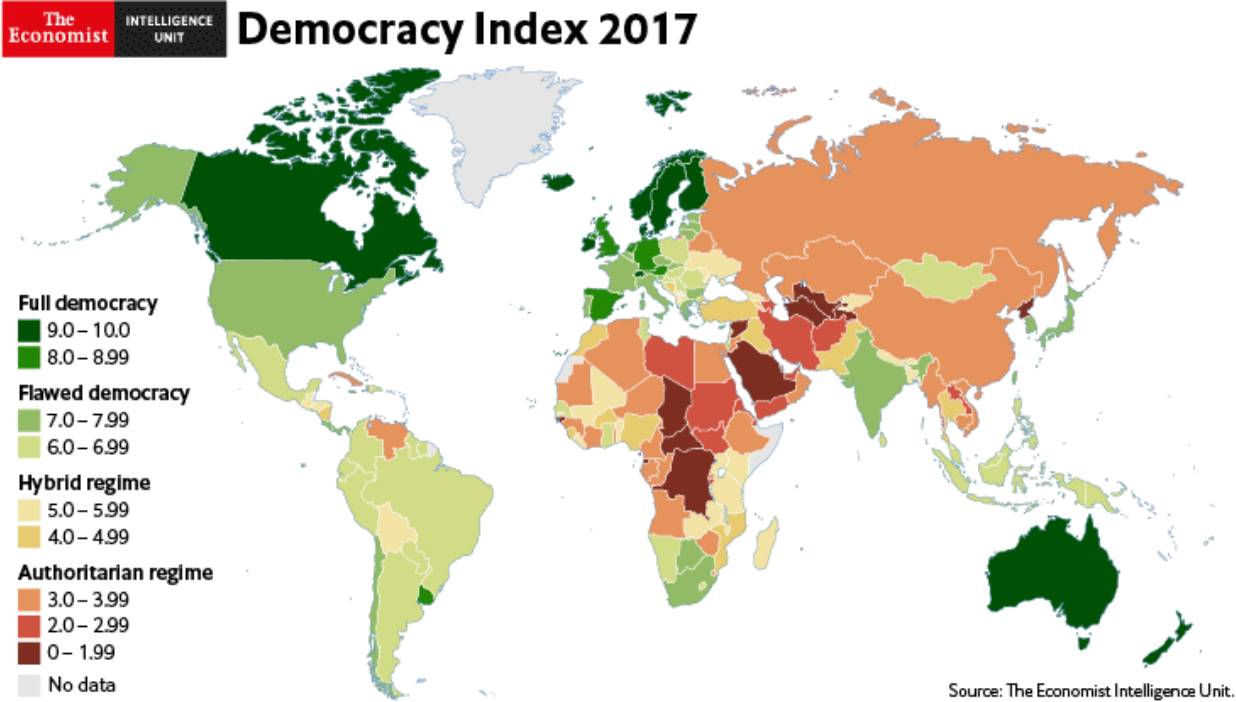 The
Economist
INTELLIGENCE
UNIT
Democracy Index 2017
Full democracy
9.0 – 10.0
8.0 – 8.99
Flawed democracy
7.0 – 7.99
6.0 – 6.99
Hybrid regime
5.0 – 5.99
4.0 – 4.99
Authoritarian regime
3.0 – 3.99
2.0 – 2.99
0 – 1.99
No data
Source: The Economist Intelligence Unit.